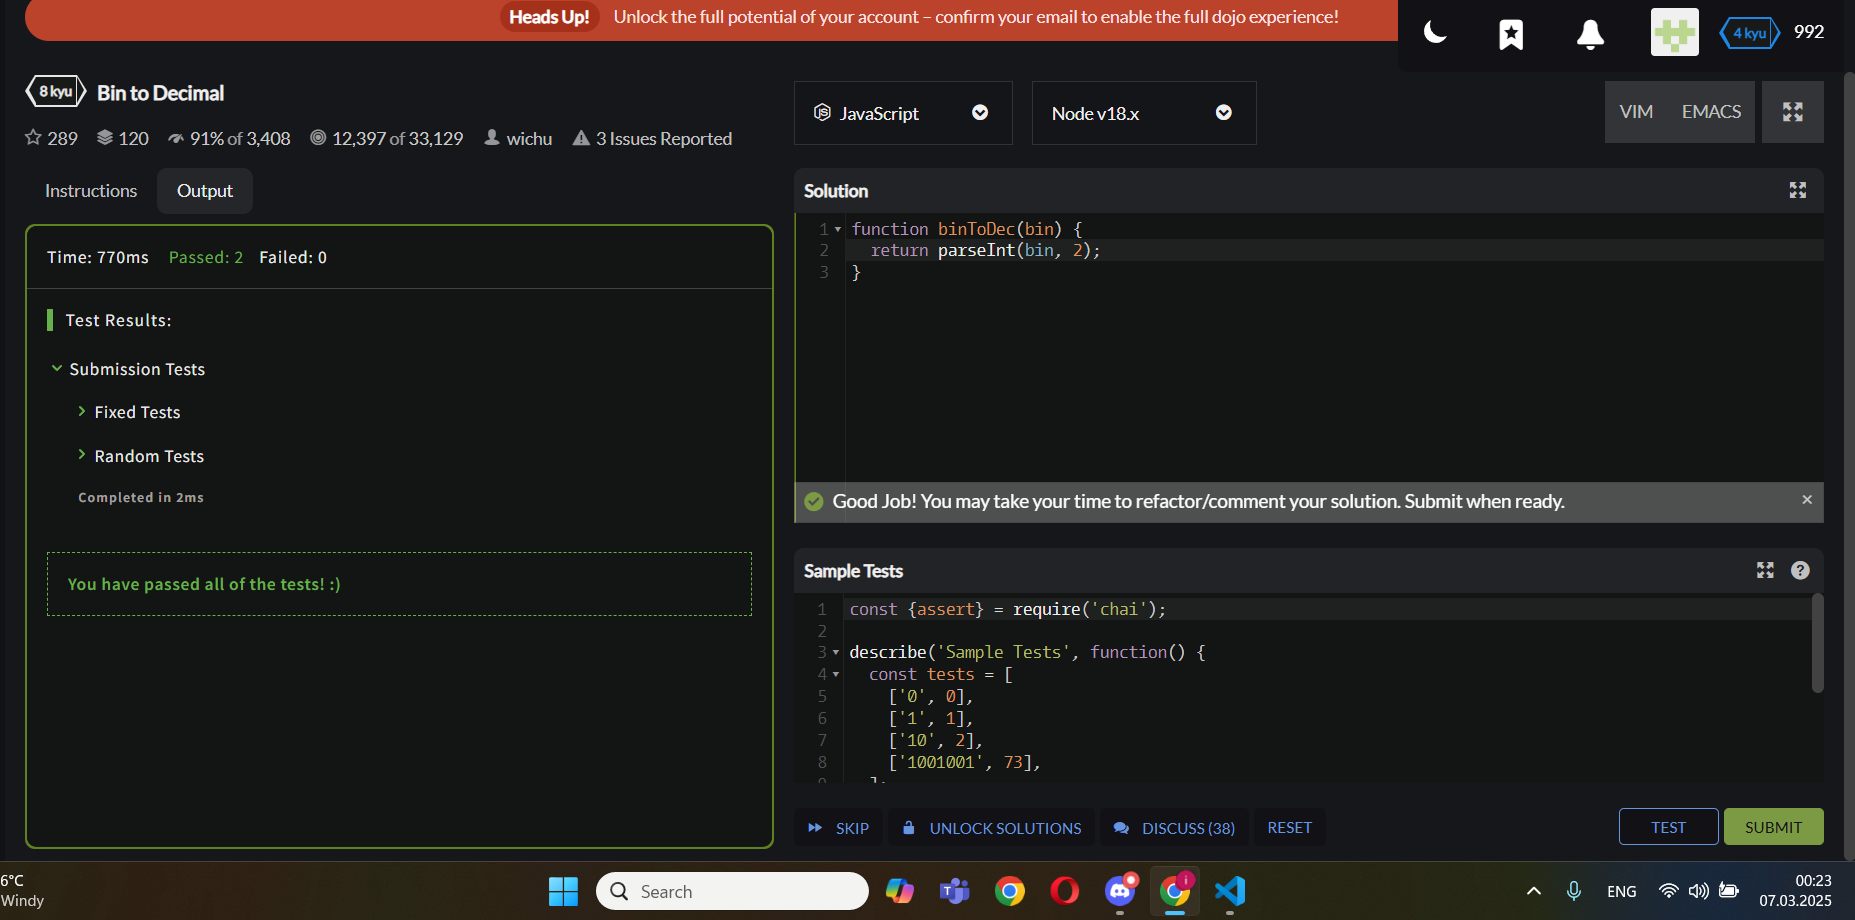 Heads Up! Unlock the full potential of your account – confirm your email to enable the full dojo experience!
4 kyu 992
8 kyu Bin to Decimal
289 120 91% of 3,408 12,397 of 33,129 wichu 3 Issues Reported
Instructions Output
Time: 770ms Passed: 2 Failed: 0
Test Results:
Submission Tests
Fixed Tests
Random Tests
Completed in 2ms
You have passed all of the tests! :)
JavaScript Node v18.x VIM EMACS
Solution
1 function binToDec(bin) {
2 return parseInt(bin, 2);
3 }
Good Job! You may take your time to refactor/comment your solution. Submit when ready.
Sample Tests
1 const {assert} = require('chai');
2
3 describe('Sample Tests', function() {
4 const tests = [
5 ['0', 0],
6 ['1', 1],
7 ['10', 2],
8 ['1001001', 73],
SKIP UNLOCK SOLUTIONS DISCUSS (38) RESET TEST SUBMIT
6°C
Windy
Search
ENG
00:23
07.03.2025